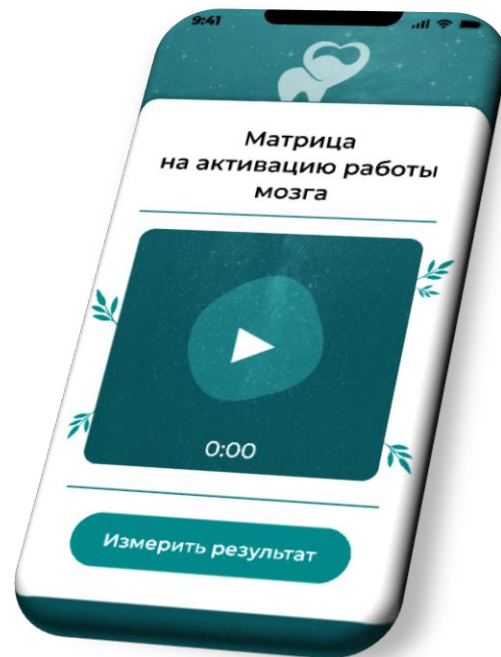 9:41
Матрица
на активацию работы
мозга
0:00
Измерить результат